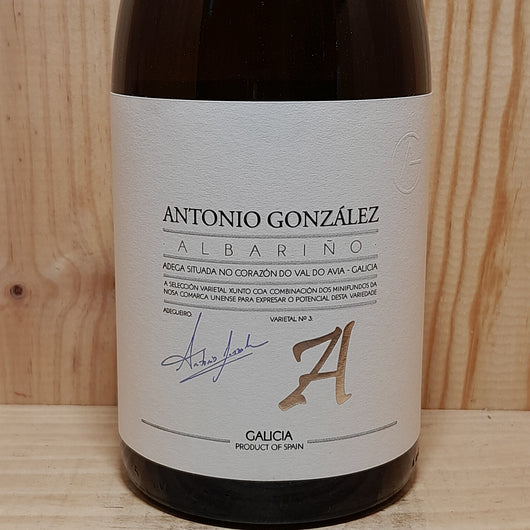 ANTONIO GONZÁLEZ
· ALBARIÑO ·
ADEGA SITUADA NO CORAZÓN DO VAL DO AVIA - GALICIA
A SELECCIÓN VARIETAL XUNTO COA COMBINACIÓN DOS MINIFUNDIOS DA
NOSA COMARCA UNENSE PARA EXPRESAR O POTENCIAL DESTA VARIEDADE
ADEGUEIRO:
VARIETAL Nº 3:
Antonio
A
GALICIA
PRODUCT OF SPAIN